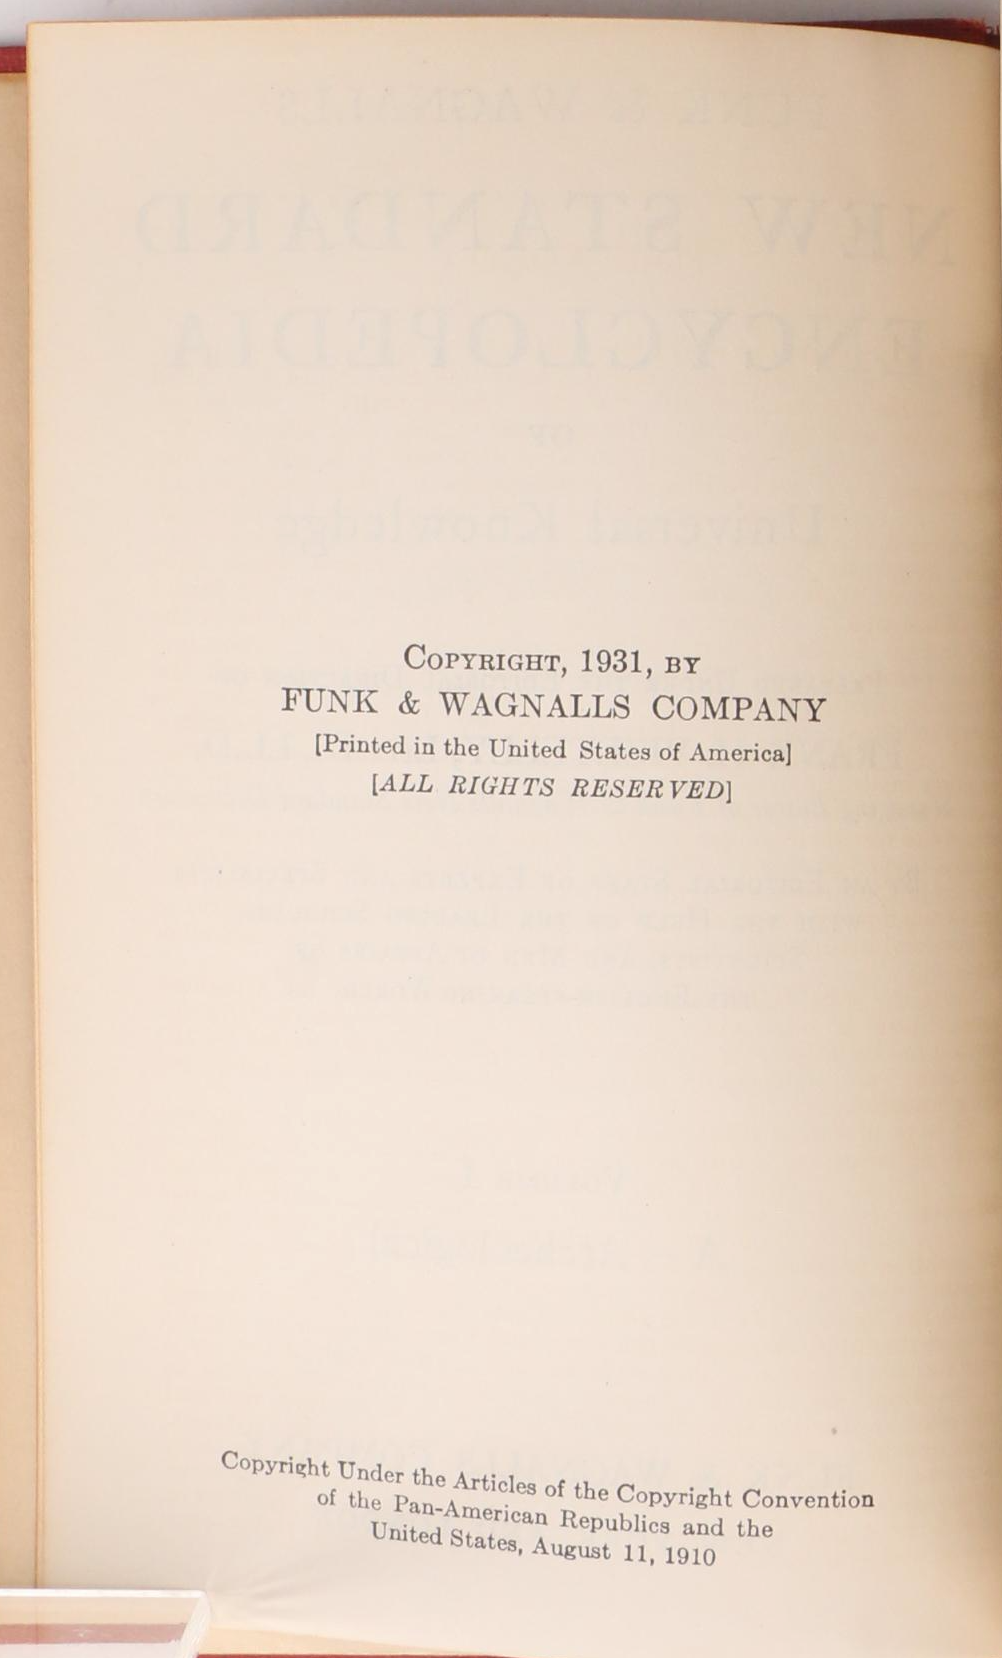 COPYRIGHT, 1931, BY
FUNK & WAGNALLS COMPANY
[Printed in the United States of America]
[ALL RIGHTS RESERVED]
Copyright Under the Articles of the Copyright Convention
of the Pan-American Republics and the
United States, August 11, 1910